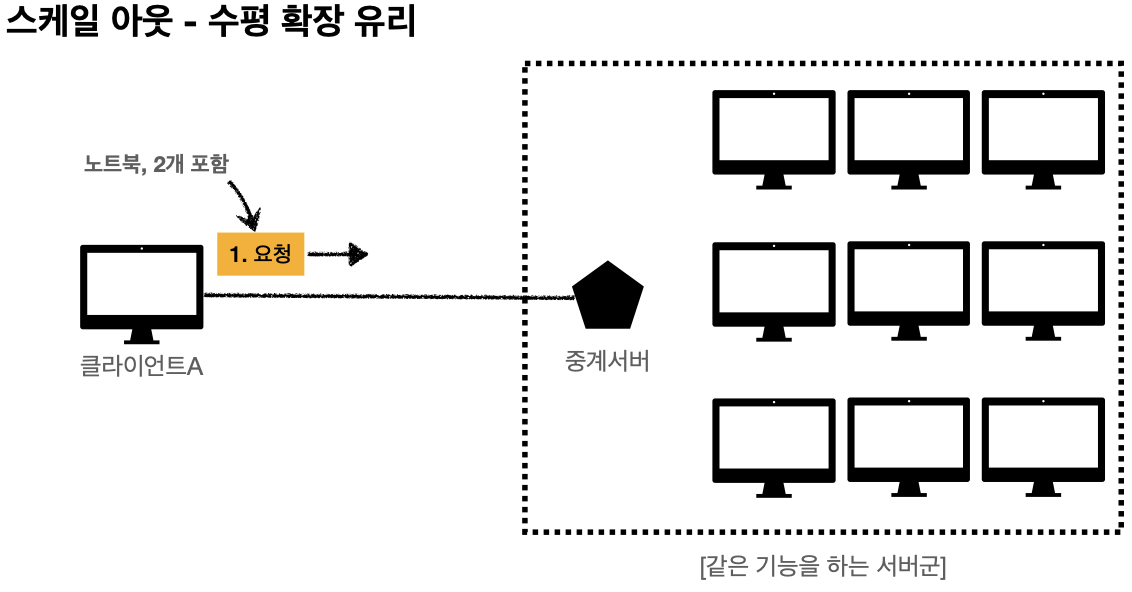 스케일 아웃 - 수평 확장 유리
노트북, 2개 포함
1. 요청
클라이언트A
중계서버
[같은 기능을 하는 서버군]